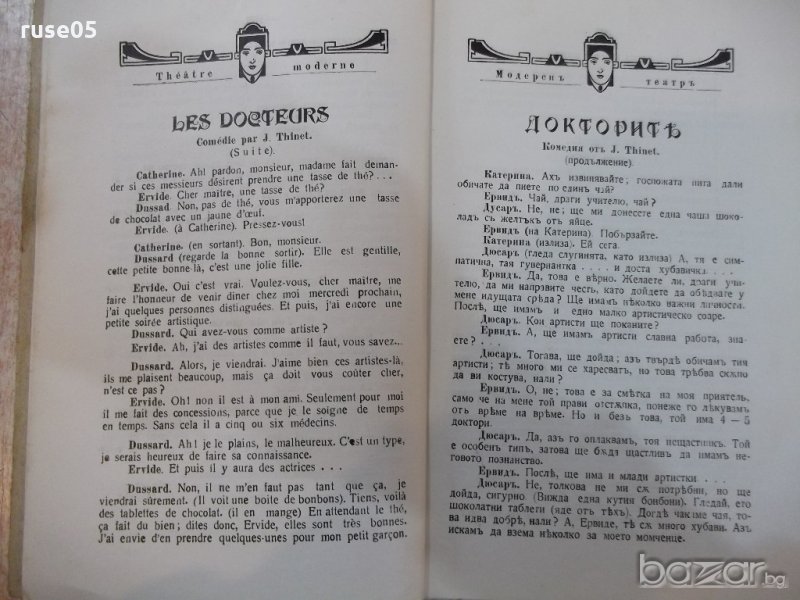 ruse05
Théâtre moderne
LES DOCTEURS
Comédie par J. Thinet.
(Suite).
Catherine. Ah! pardon, monsieur, madame fait deman-
der si ces messieurs désirent prendre une tasse de thé?...
Ervide. Cher maître, une tasse de thé?
Dussad. Non, pas de thé, vous m'apporterez une tasse
de chocolat avec un jaune d'œuf.
Ervide. (à Catherine). Pressez-vous!
Catherine. (en sortant). Bon, monsieur.
Dussard (regarde la bonne sortir). Elle est gentille,
cette petite bonne-là, c'est une jolie fille.
Ervide. Oui c'est vrai. Voulez-vous, cher maître, me
faire l'honneur de venir dîner chez moi mercredi prochain,
j'ai quelques personnes distinguées. Et puis, j'ai encore une
petite soirée artistique.
Dussard. Qui avez-vous comme artiste?
Ervide. Ah, j'ai des artistes comme il faut, vous savez...
Dussard. Alors, je viendrai. J'aime bien ces artistes-là,
ils me plaisent beaucoup, mais ça doit vous coûter cher,
n'est ce pas?
Ervide. Oh! non il est à mon ami. Seulement pour moi
il me fait des concessions, parce que je le soigne de temps
en temps. Sans cela il a cinq ou six médecins.
Dussard. Ah! je le plains, le malheureux. C'est un type,
je serais heureux de faire sa connaissance.
Ervide. Et puis il y aura des actrices...
Dussard. Non, il ne m'en faut pas tant que ça, je
viendrai sûrement. (Il voit une boite de bonbons). Tiens, voilà
des tablettes de chocolat. (il en mange) En attendant le thé,
ça fait du bien; dites donc, Ervide, elles sont très bonnes.
J'ai envie d'en prendre quelques-unes pour mon petit garçon.
Модеренъ театръ
ДОКТОРИТѢ
Комедия отъ J. Thinet.
(продължение).
Катерина. Ахъ извинявайте; госпожата пита дали
обичате да пиете по единъ чай?
Ервидъ. Чай, драги учителю, чай?
Дусаръ. Не, не; ще ми донесете една чаша шоко-
ладъ съ желтъкъ отъ яйце.
Ервидъ. (на Катерина). Побързайте.
Катерина (излиза). Ей сега.
Дюсаръ. (гледа слугинята, като излиза) А, тя е сим-
патична, тая гувернантка .... и доста хубавичка...
Ервидъ. Да, това е вѣрно. Желаете ли, драги учи-
телю, да ми направите честь, като дойдете да обѣдвате у
мене идущата срѣда? Ще имамъ нѣколко важни личности.
Послѣ, ще имамъ и едно малко артистическо соаре.
Дюсаръ. Кои артисти ще поканите?
Ервидъ. А, ще имамъ артисти славна работа, знае-
ете?...
Дюсаръ. Тогава, ще дойда; азъ твърдѣ обичамъ тия
артисти; тѣ много ми се харесватъ, но това трѣбва скѫпо
да ви костува, нали?
Ервидъ. О, не; това е за смѣтка на моя приятель,
само че на мене той прави отстѫпка, понеже го лѣкувамъ
отъ врѣме на врѣме. Но и безъ това, той има 4—5
доктори.
Дюсаръ. Да, азъ го оплаквамъ, тоя нещастникъ. Той
е особенъ типъ, затова ще бѫда щастливъ да имамъ не-
говото познанство.
Ервидъ. Послѣ, ще има и млади артистки...
Дюсаръ. Не, толкова не ми сѫ потрѣбни, но ще
дойда, сигурно (Вижда една кутия бонбони). Гледай, его
шоколатни таблети (яде отъ тѣхъ). Догдѣ чакаме чая, то-
ва идва добрѣ, нали? А, Ервиде, тѣ сѫ много хубави. Азъ
искамъ да взема нѣколко за моето момченце.
bazar.bg